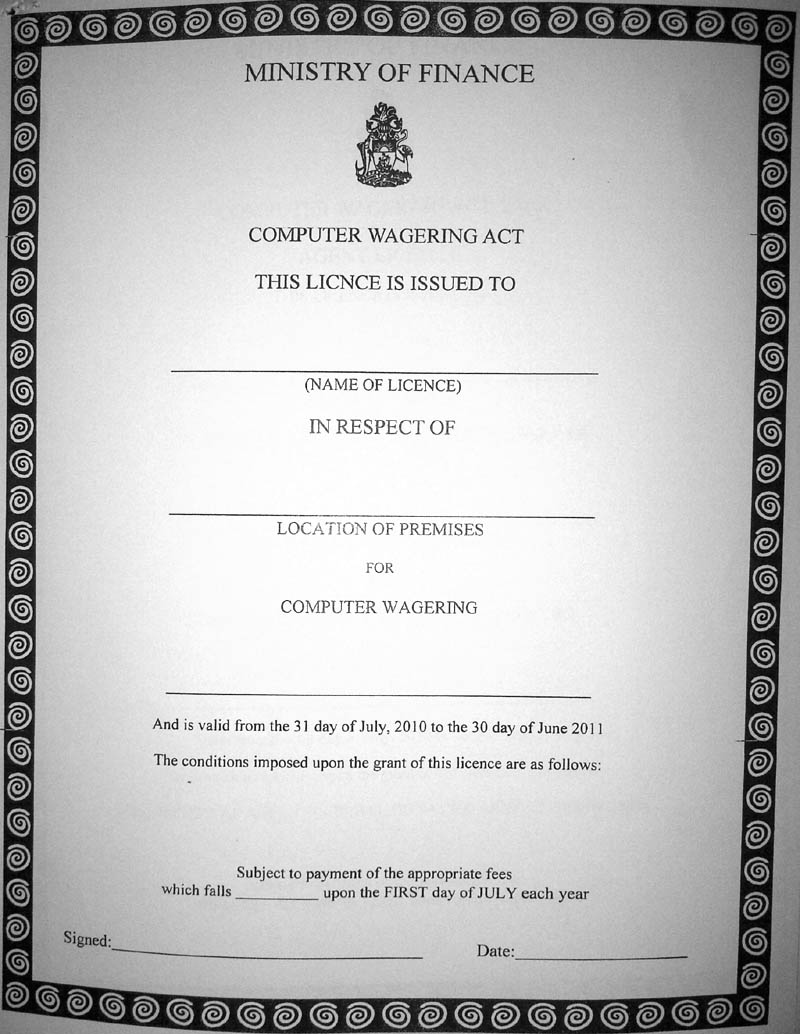 MINISTRY OF FINANCE
COMPUTER WAGERING ACT
THIS LICNCE IS ISSUED TO
(NAME OF LICENCE)
IN RESPECT OF
LOCATION OF PREMISES
FOR
COMPUTER WAGERING
And is valid from the 31 day of July, 2010 to the 30 day of June 2011
The conditions imposed upon the grant of this licence are as follows:
Subject to payment of the appropriate fees
which falls __________ upon the FIRST day of JULY each year
Signed:
Date: